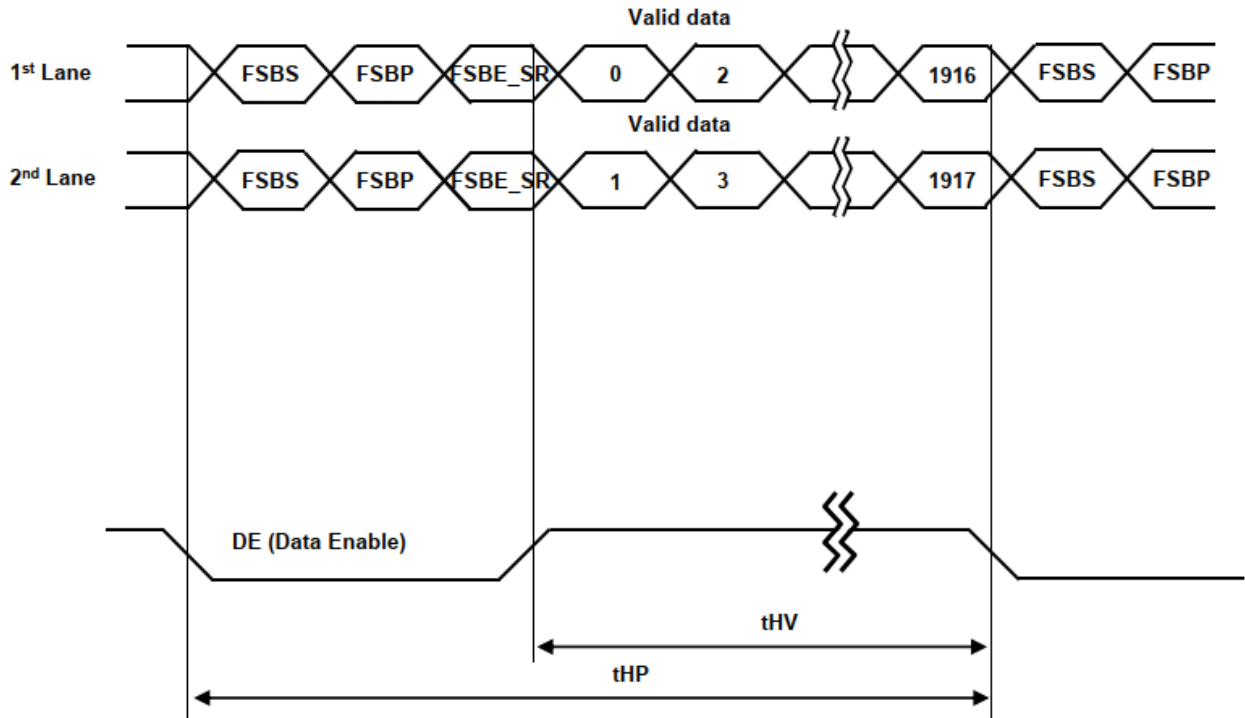 Valid data
1st Lane FSBS FSBP FSBE_SR 0 2 1916 FSBS FSBP
Valid data
2nd Lane FSBS FSBP FSBE_SR 1 3 1917 FSBS FSBP
DE (Data Enable)
tHV
tHP